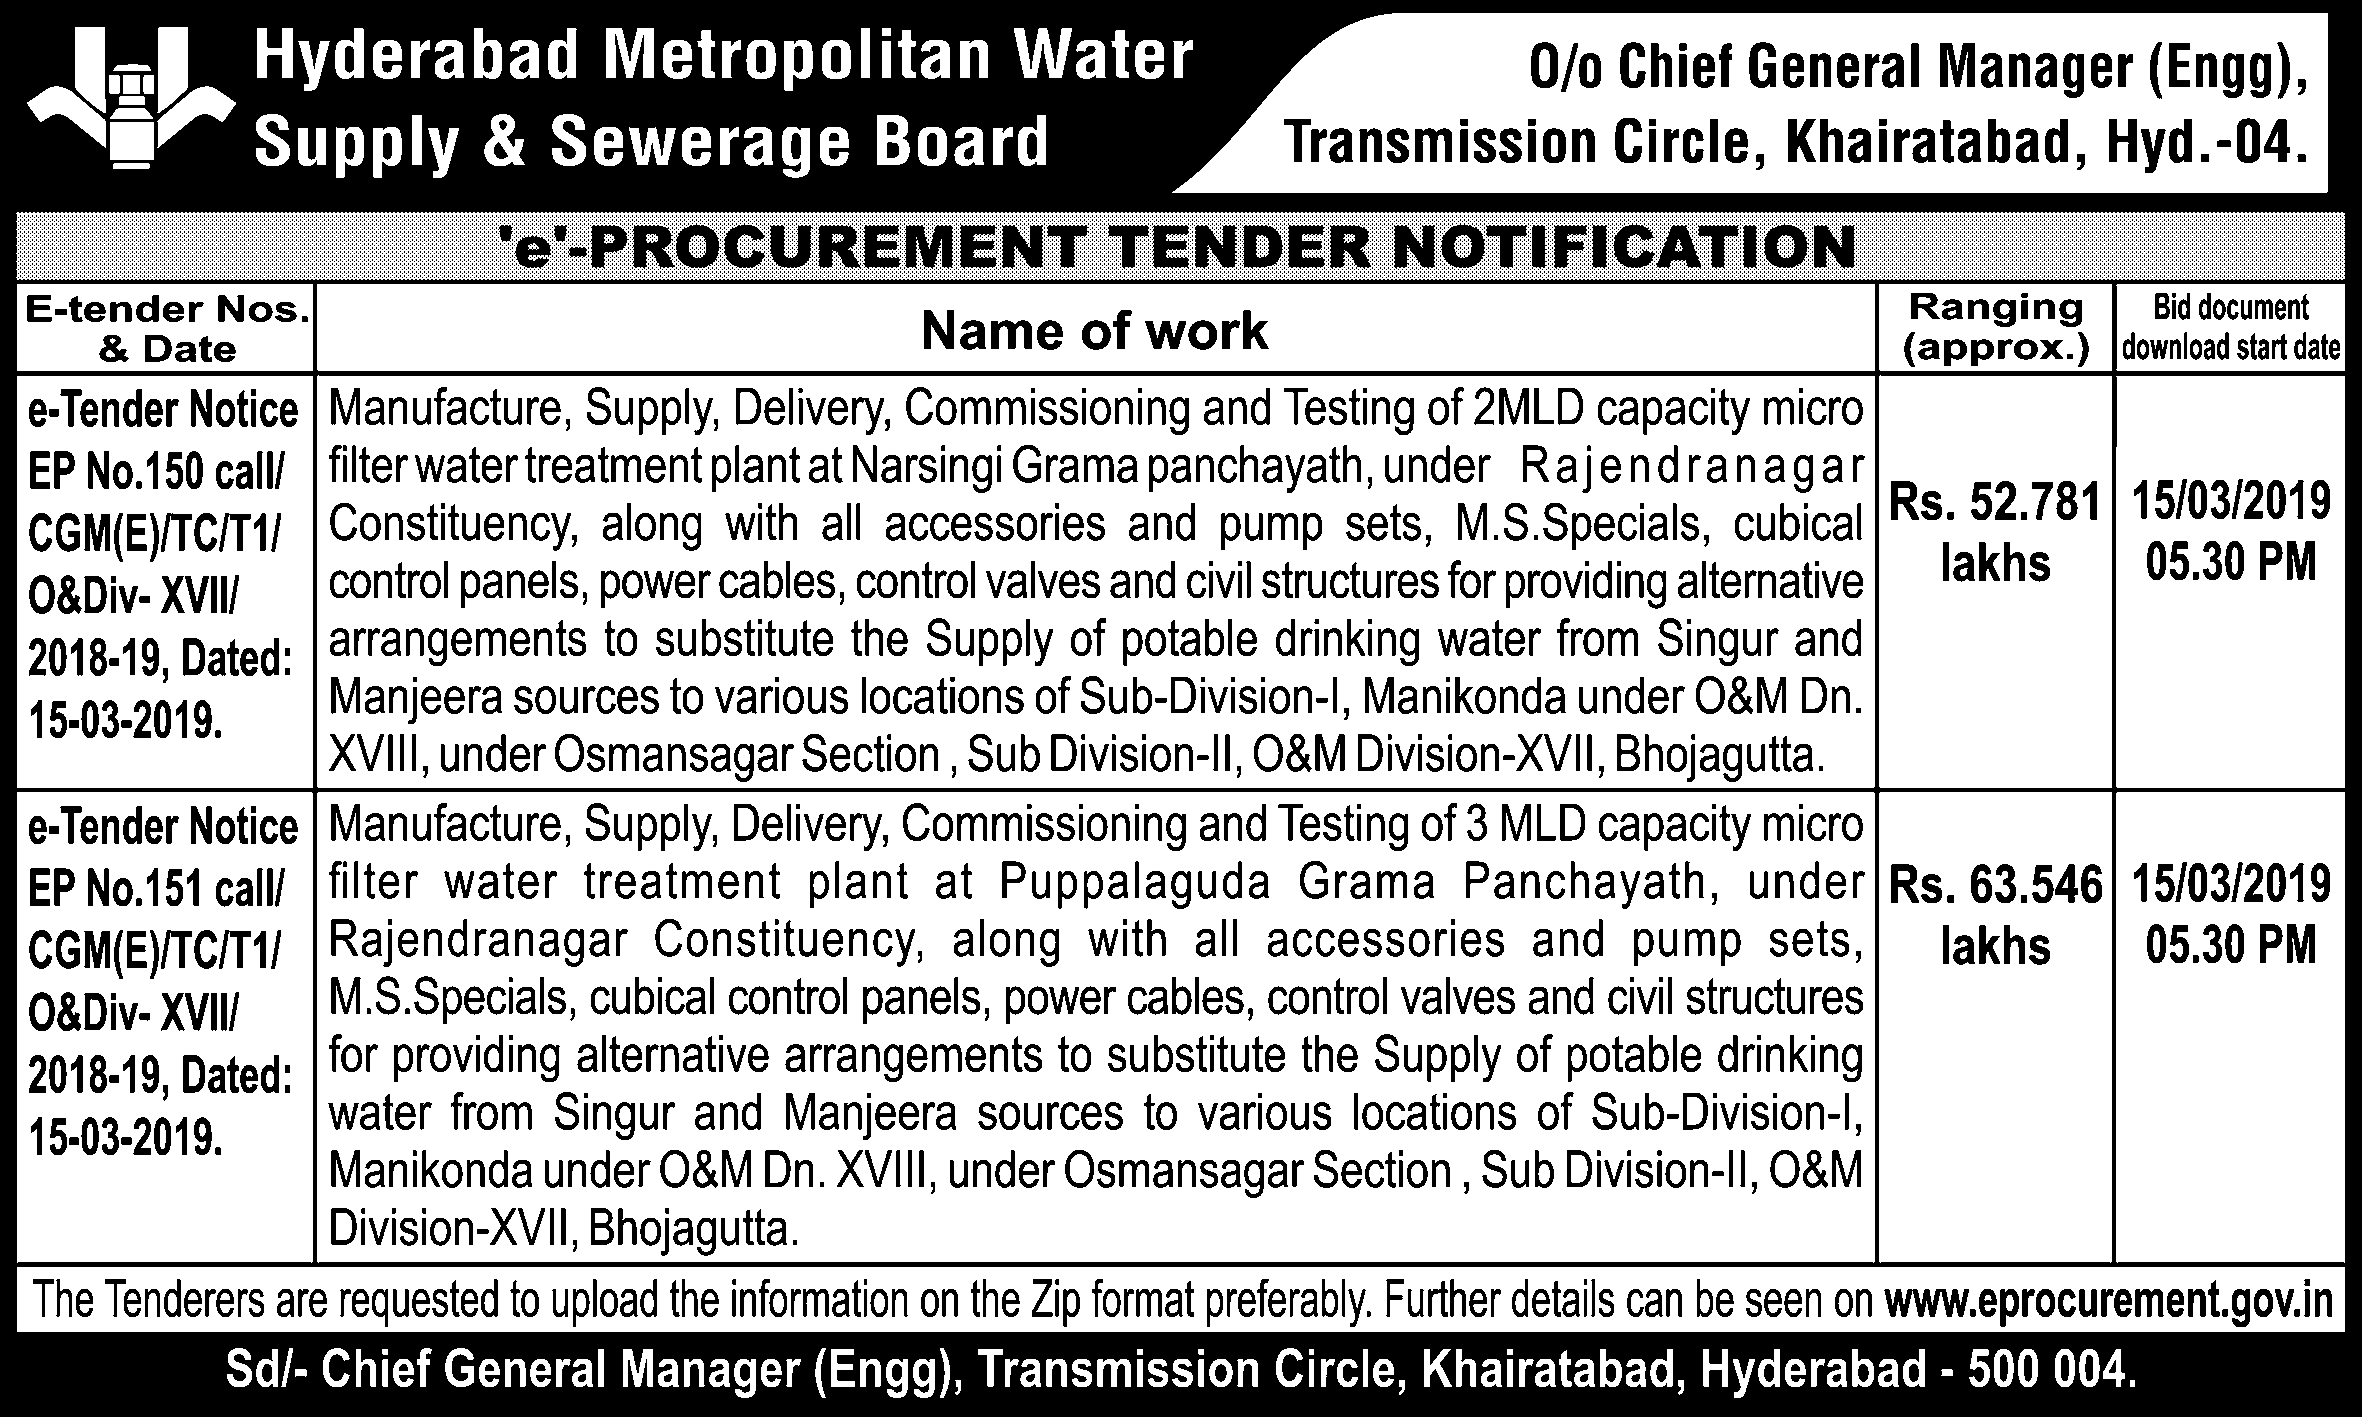 Hyderabad Metropolitan Water
Supply & Sewerage Board
O/o Chief General Manager (Engg),
Transmission Circle, Khairatabad, Hyd.-04.
'e'-PROCUREMENT TENDER NOTIFICATION
E-tender Nos.
& Date
Name of work
Ranging
(approx.)
Bid document
download start date
e-Tender Notice
EP No.150 call/
CGM(E)/TC/T1/
O&Div- XVII/
2018-19, Dated:
15-03-2019.
Manufacture, Supply, Delivery, Commissioning and Testing of 2MLD capacity micro
filter water treatment plant at Narsingi Grama panchayath, under Rajendranagar
Constituency, along with all accessories and pump sets, M.S.Specials, cubical
control panels, power cables, control valves and civil structures for providing alternative
arrangements to substitute the Supply of potable drinking water from Singur and
Manjeera sources to various locations of Sub-Division-I, Manikonda under O&M Dn.
XVIII, under Osmansagar Section , Sub Division-II, O&M Division-XVII, Bhojagutta.
Rs. 52.781
lakhs
15/03/2019
05.30 PM
e-Tender Notice
EP No.151 call/
CGM(E)/TC/T1/
O&Div- XVII/
2018-19, Dated:
15-03-2019.
Manufacture, Supply, Delivery, Commissioning and Testing of 3 MLD capacity micro
filter water treatment plant at Puppalaguda Grama Panchayath, under
Rajendranagar Constituency, along with all accessories and pump sets,
M.S.Specials, cubical control panels, power cables, control valves and civil structures
for providing alternative arrangements to substitute the Supply of potable drinking
water from Singur and Manjeera sources to various locations of Sub-Division-I,
Manikonda under O&M Dn. XVIII, under Osmansagar Section , Sub Division-II, O&M
Division-XVII, Bhojagutta.
Rs. 63.546
lakhs
15/03/2019
05.30 PM
The Tenderers are requested to upload the information on the Zip format preferably. Further details can be seen on www.eprocurement.gov.in
Sd/- Chief General Manager (Engg), Transmission Circle, Khairatabad, Hyderabad - 500 004.